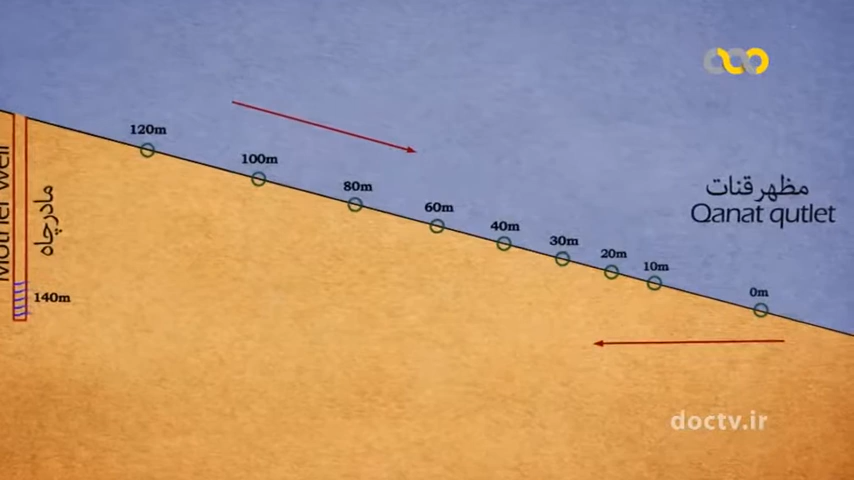 120m
100m
80m
60m
40m
30m
20m
10m
0m
مظهر قنات
Qanat qutlet
Mother well
مادرچاه
140m
doctv.ir